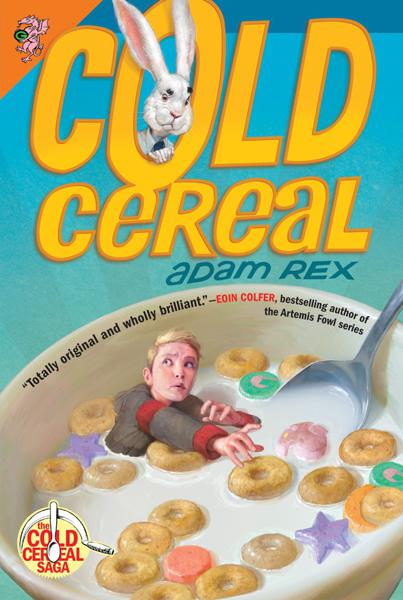 COLD
CeReaL
aDam Rex
“Totally original and wholly brilliant.”—EOIN COLFER, bestselling author of
the Artemis Fowl series
the
COLD
CeReaL
SAGA